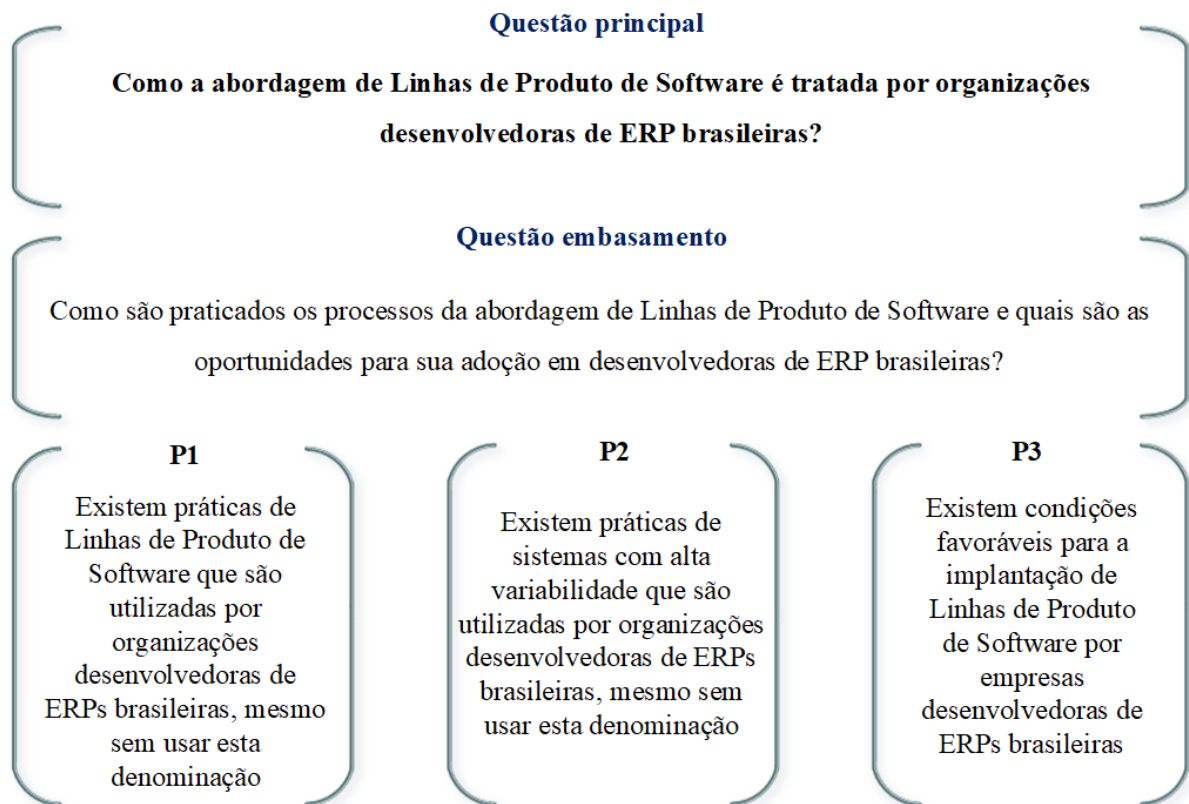 Questão principal
Como a abordagem de Linhas de Produto de Software é tratada por organizações
desenvolvedoras de ERP brasileiras?
Questão embasamento
Como são praticados os processos da abordagem de Linhas de Produto de Software e quais são as
oportunidades para sua adoção em desenvolvedoras de ERP brasileiras?
P1
Existem práticas de
Linhas de Produto de
Software que são
utilizadas por
organizações
desenvolvedoras de
ERPs brasileiras, mesmo
sem usar esta
denominação
P2
Existem práticas de
sistemas com alta
variabilidade que são
utilizadas por organizações
desenvolvedoras de ERPs
brasileiras, mesmo sem
usar esta denominação
P3
Existem condições
favoráveis para a
implantação de
Linhas de Produto
de Software por
empresas
desenvolvedoras de
ERPs brasileiras